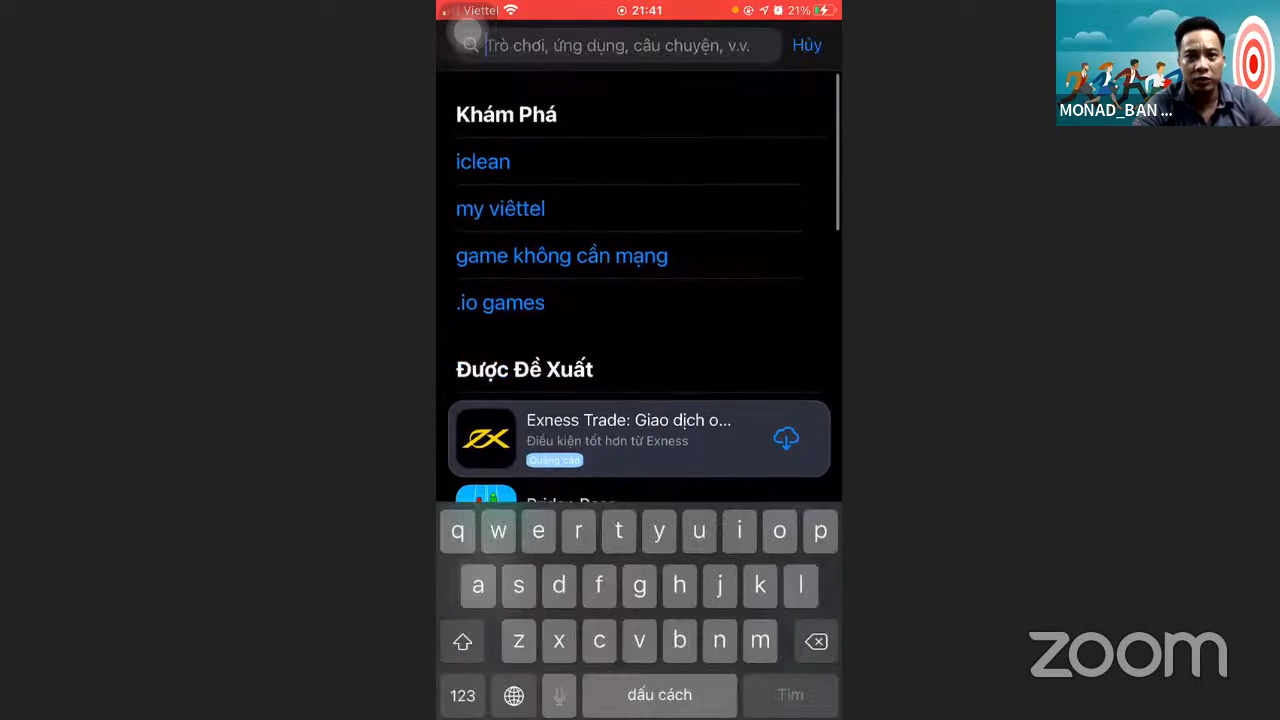 Viettel 21:41 21%
Trò chơi, ứng dụng, câu chuyện, v.v. Hủy
MONAD_BAN ...
Khám Phá
iclean
my viêttel
game không cần mạng
.io games
Được Đề Xuất
Exness Trade: Giao dịch o...
Điều kiện tốt hơn từ Exness
Quảng cáo
q w e r t y u i o p
a s d f g h j k l
z x c v b n m
123 dấu cách Tìm
zoom